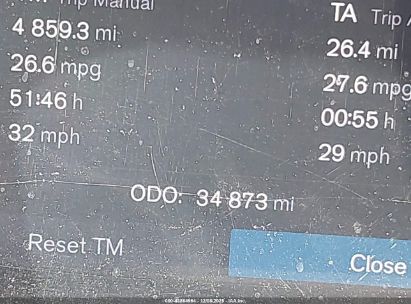 Trip Manual
4 859.3 mi
26.6 mpg
51:46 h
32 mph
TA Trip
26.4 mi
27.6 mpg
00:55 h
29 mph
ODO: 34 873 mi
Reset TM
Close